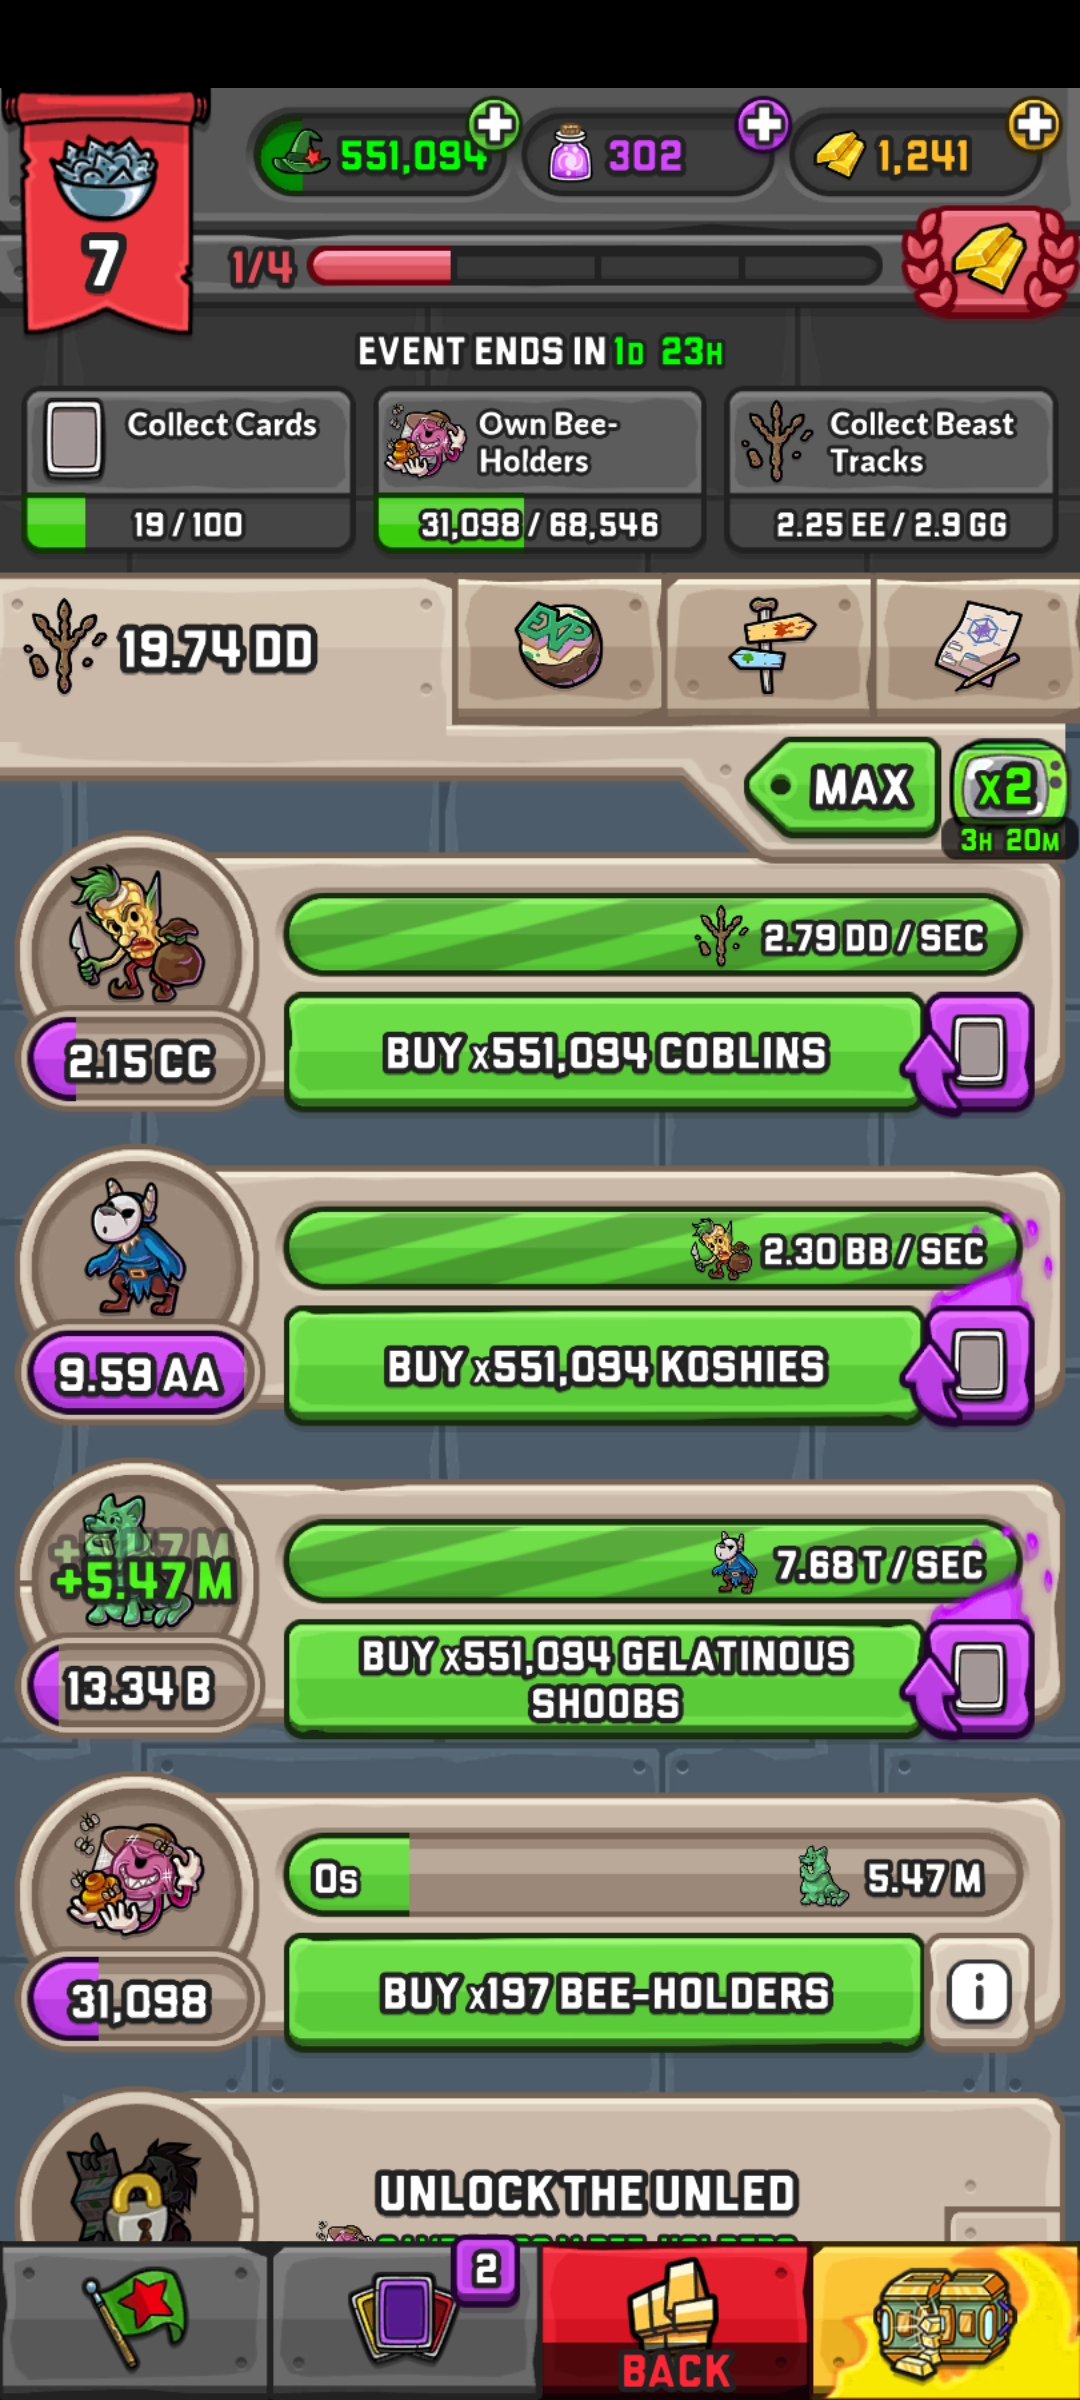 551,094
302
1,241
7
1/4
EVENT ENDS IN 1D 23H
Collect Cards
19 / 100
Own Bee-
Holders
31,098 / 68,546
Collect Beast
Tracks
2.25 EE / 2.9 GG
19.74 DD
EXP
MAX
x2
3H 20M
2.79 DD / SEC
2.15 CC
BUY x551,094 COBLINS
2.30 BB / SEC
9.59 AA
BUY x551,094 KOSHIES
+5.47 M
+5.47 M
7.68 T / SEC
13.34 B
BUY x551,094 GELATINOUS
SHOOBS
0s
5.47 M
31,098
BUY x197 BEE-HOLDERS
i
UNLOCK THE UNLED
2
BACK